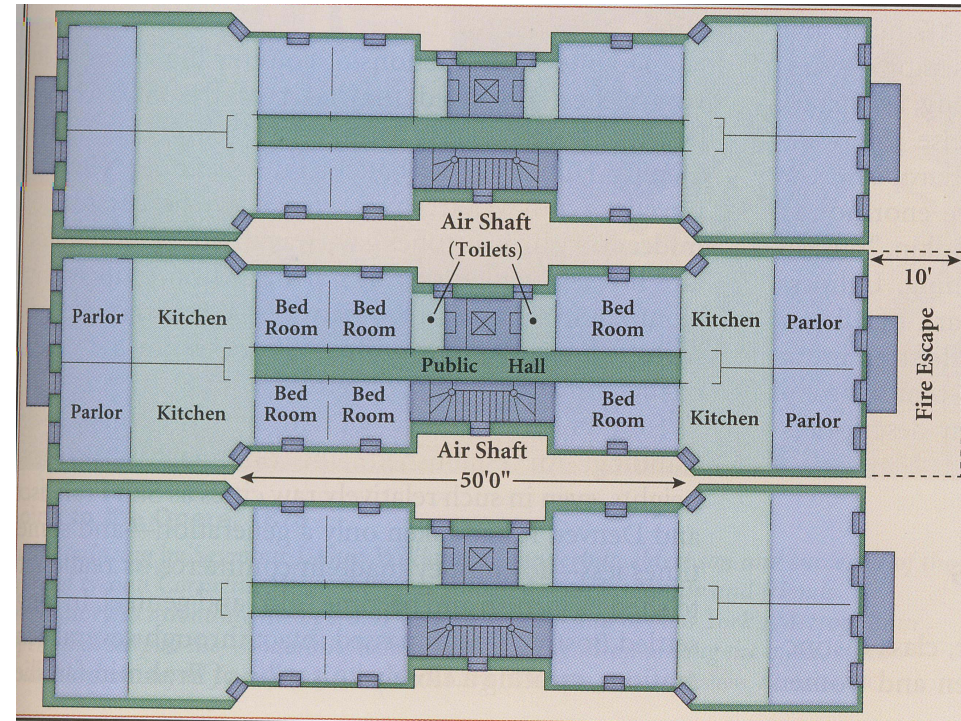 Air Shaft
(Toilets)
10'
Parlor Kitchen Bed Room Bed Room Bed Room Kitchen Parlor
Public Hall
Fire Escape
Parlor Kitchen Bed Room Bed Room Bed Room Kitchen Parlor
Air Shaft
50'0"